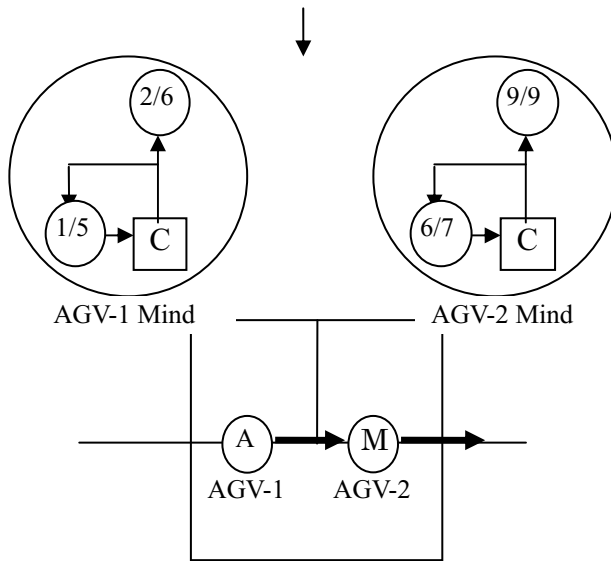 2/6
9/9
1/5
C
6/7
C
AGV-1 Mind
AGV-2 Mind
A
M
AGV-1
AGV-2